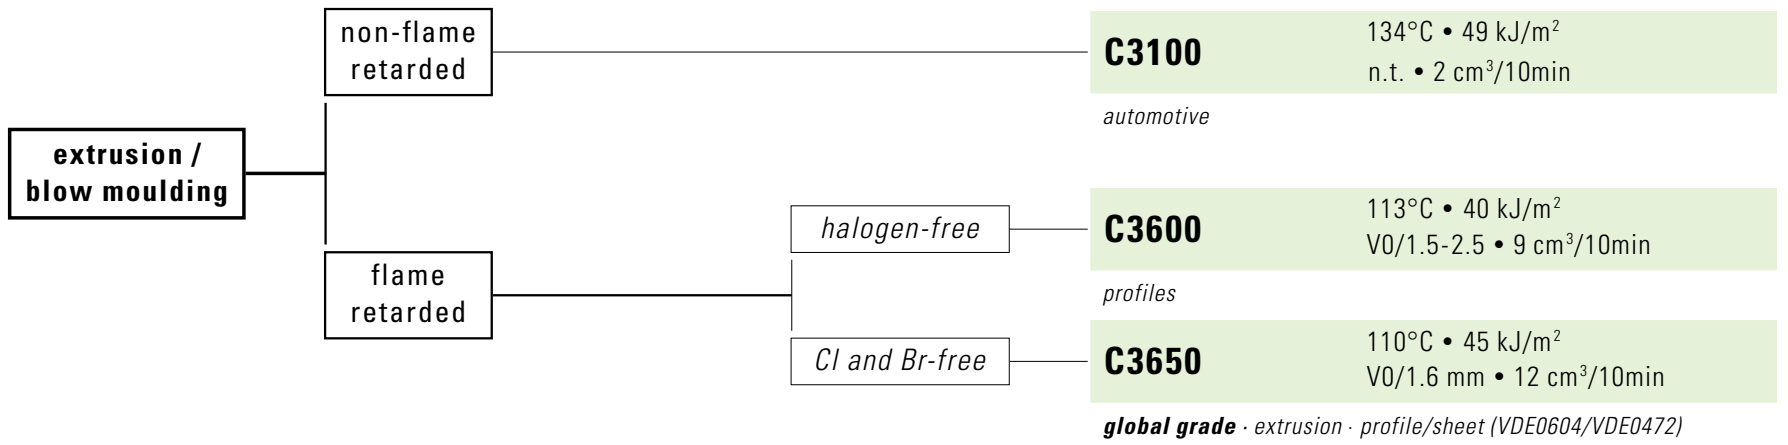 non-flame
retarded
C3100
134°C • 49 kJ/m²
n.t. • 2 cm³/10min
automotive
extrusion /
blow moulding
halogen-free
C3600
113°C • 40 kJ/m²
V0/1.5-2.5 • 9 cm³/10min
flame
retarded
profiles
Cl and Br-free
C3650
110°C • 45 kJ/m²
V0/1.6 mm • 12 cm³/10min
global grade · extrusion · profile/sheet (VDE0604/VDE0472)